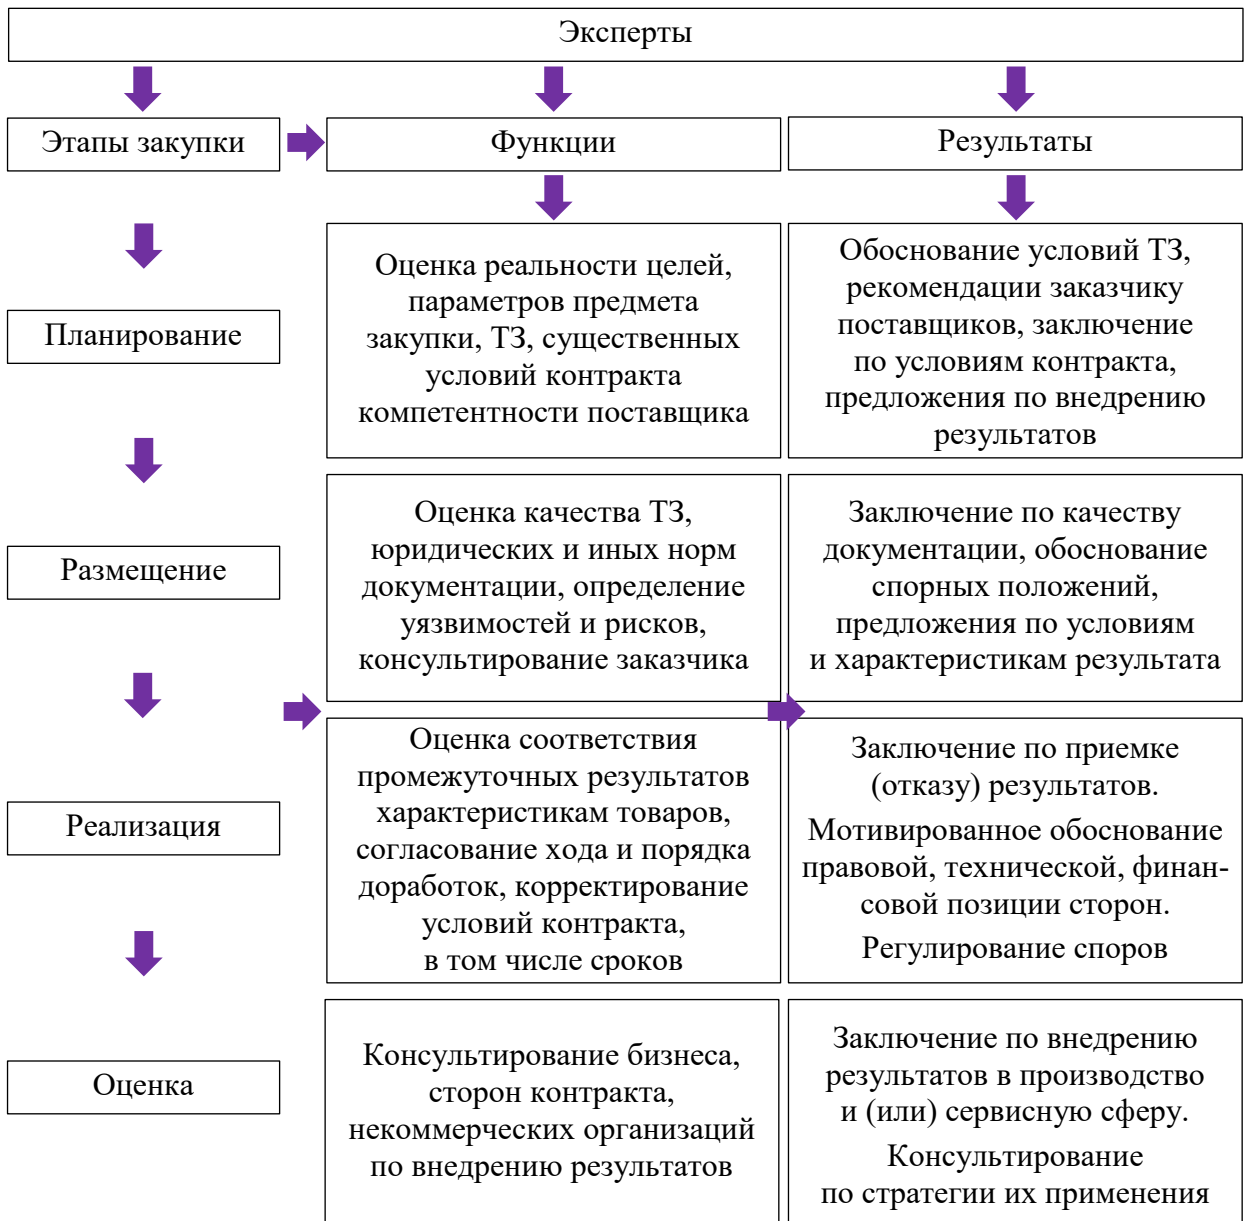 Эксперты
Этапы закупки
Функции
Результаты
Планирование
Оценка реальности целей,
параметров предмета
закупки, ТЗ, существенных
условий контракта
компетентности поставщика
Обоснование условий ТЗ,
рекомендации заказчику
поставщиков, заключение
по условиям контракта,
предложения по внедрению
результатов
Размещение
Оценка качества ТЗ,
юридических и иных норм
документации, определение
уязвимостей и рисков,
консультирование заказчика
Заключение по качеству
документации, обоснование
спорных положений,
предложения по условиям
и характеристикам результата
Реализация
Оценка соответствия
промежуточных результатов
характеристикам товаров,
согласование хода и порядка
доработок, корректирование
условий контракта,
в том числе сроков
Заключение по приемке
(отказу) результатов.
Мотивированное обоснование
правовой, технической, финан-
совой позиции сторон.
Регулирование споров
Оценка
Консультирование бизнеса,
сторон контракта,
некоммерческих организаций
по внедрению результатов
Заключение по внедрению
результатов в производство
и (или) сервисную сферу.
Консультирование
по стратегии их применения